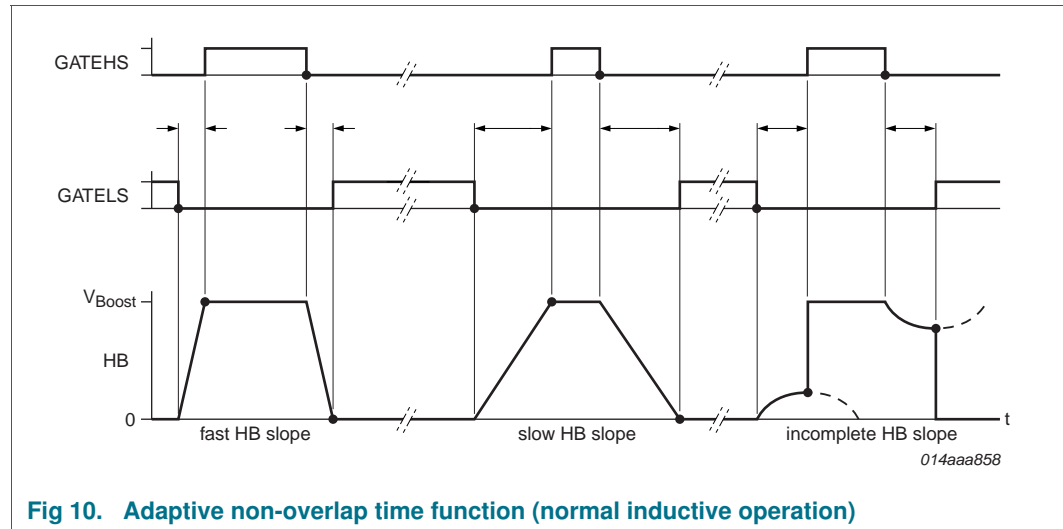 GATEHS
GATELS
VBoost
HB
0
t
fast HB slope
slow HB slope
incomplete HB slope
014aaa858
Fig 10. Adaptive non-overlap time function (normal inductive operation)